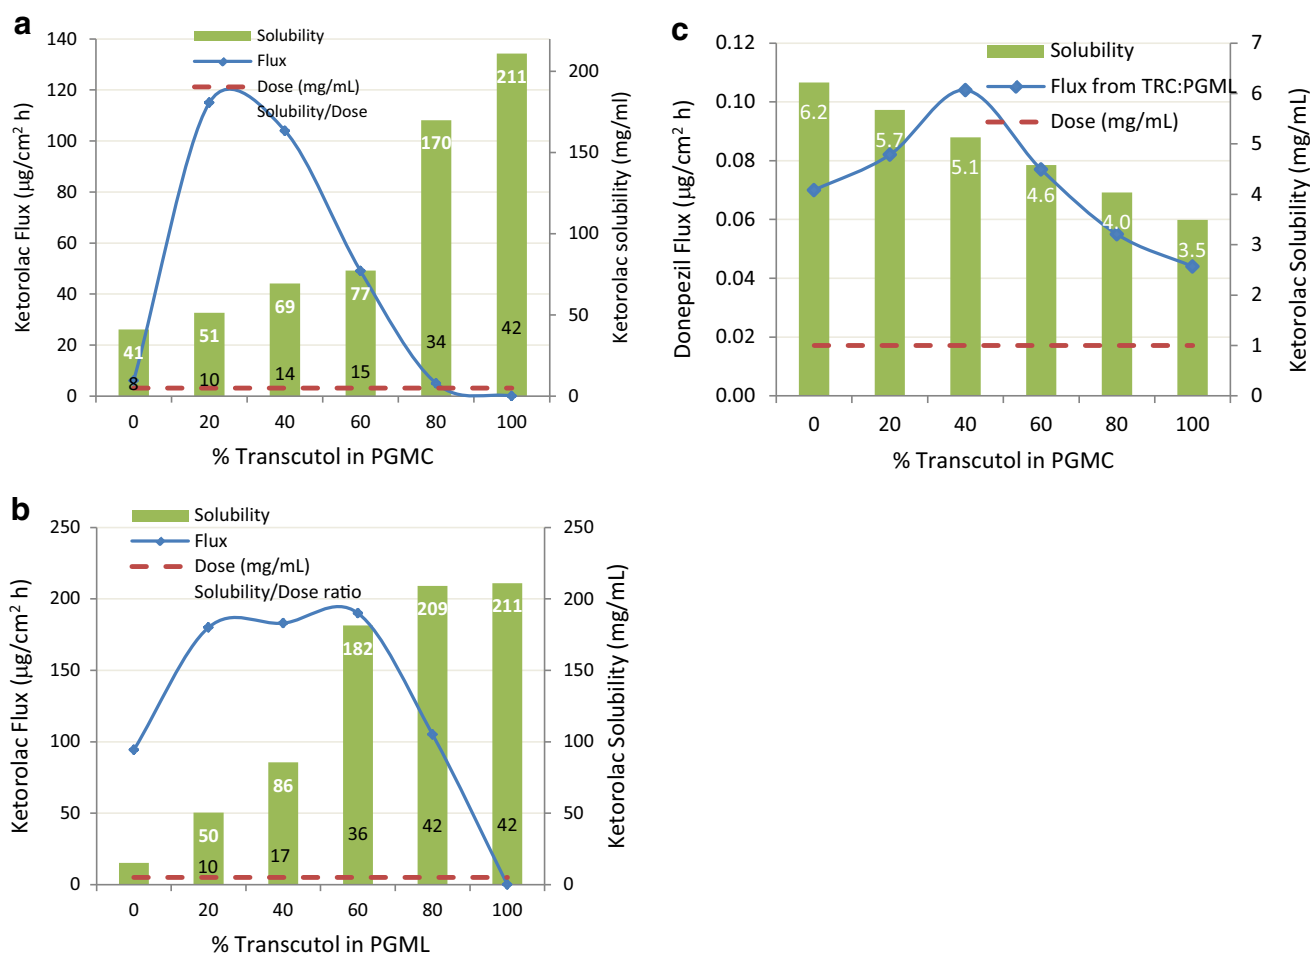 a
Solubility
Flux
Dose (mg/mL)
Solubility/Dose
Ketorolac Flux (µg/cm² h)
140
120
100
80
60
40
20
0
200
150
100
50
0
Ketorolac solubility (mg/ml)
41
51
69
77
170
211
8
10
14
15
34
42
0 20 40 60 80 100
% Transcutol in PGMC
b
Solubility
Flux
Dose (mg/mL)
Solubility/Dose ratio
Ketorolac Flux (µg/cm² h)
250
200
150
100
50
0
250
200
150
100
50
0
Ketorolac Solubility (mg/mL)
50
86
182
209
211
10
17
36
42
42
0 20 40 60 80 100
% Transcutol in PGML
c
Solubility
Flux from TRC:PGML
Dose (mg/mL)
Donepezil Flux (µg/cm² h)
0.12
0.10
0.08
0.06
0.04
0.02
0.00
7
6
5
4
3
2
1
0
Ketorolac Solubility (mg/mL)
6.2
5.7
5.1
4.6
4.0
3.5
0 20 40 60 80 100
% Transcutol in PGMC